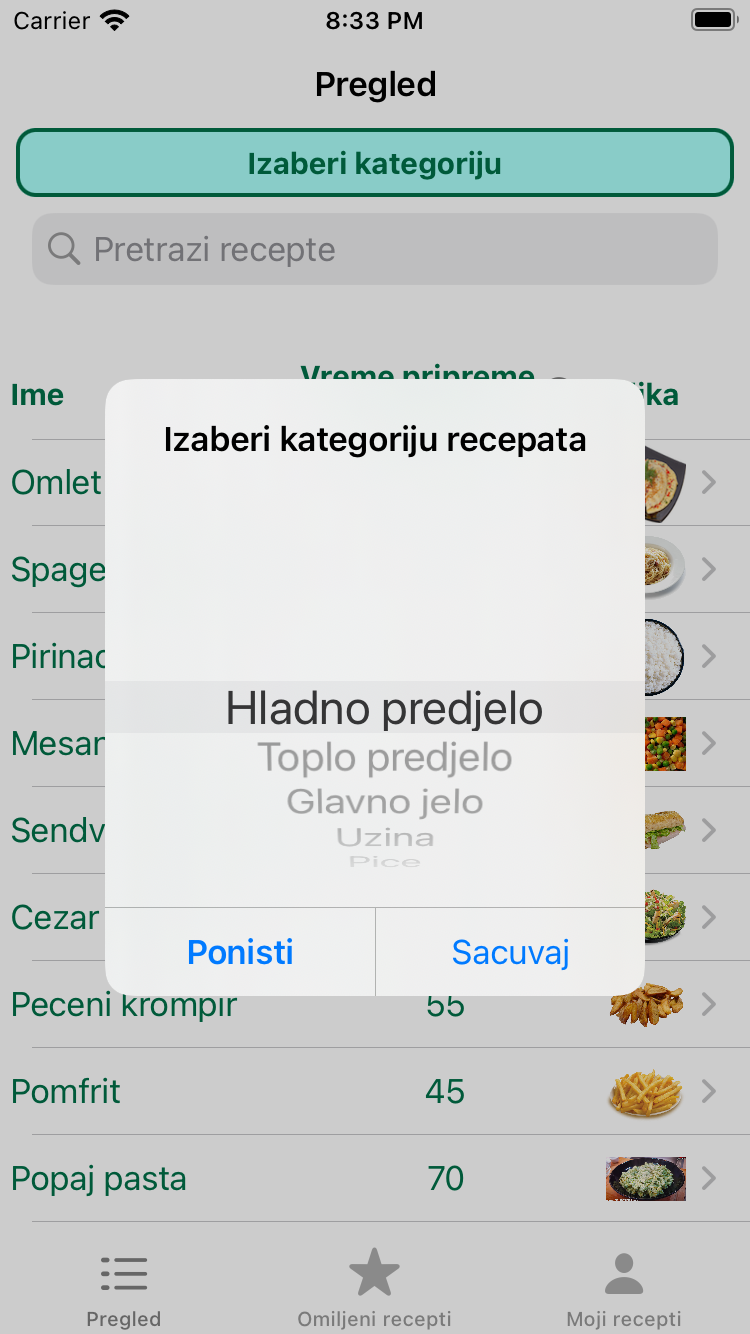 Carrier
8:33 PM
Pregled
Izaberi kategoriju
Pretrazi recepte
Ime
Vreme pripreme
ika
Izaberi kategoriju recepata
Omlet
Spage
Pirinac
Mesan
Sendv
Cezar
Hladno predjelo
Toplo predjelo
Glavno jelo
Uzina
Pice
Ponisti
Sacuvaj
Peceni krompir
55
Pomfrit
45
Popaj pasta
70
Pregled
Omiljeni recepti
Moji recepti